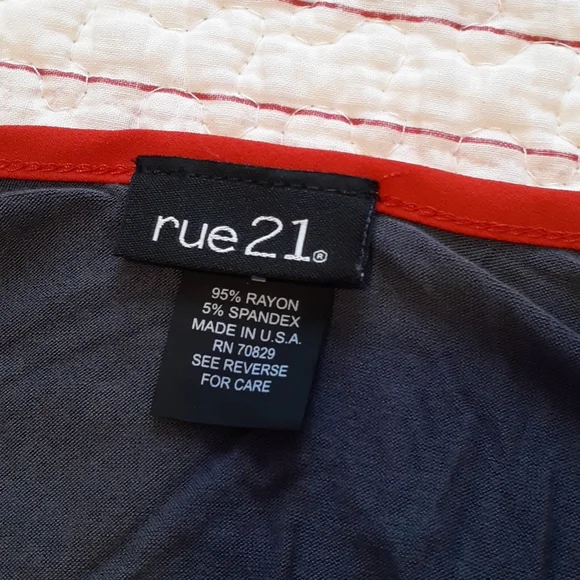 rue21®
95% RAYON
5% SPANDEX
MADE IN U.S.A.
RN 70829
SEE REVERSE
FOR CARE